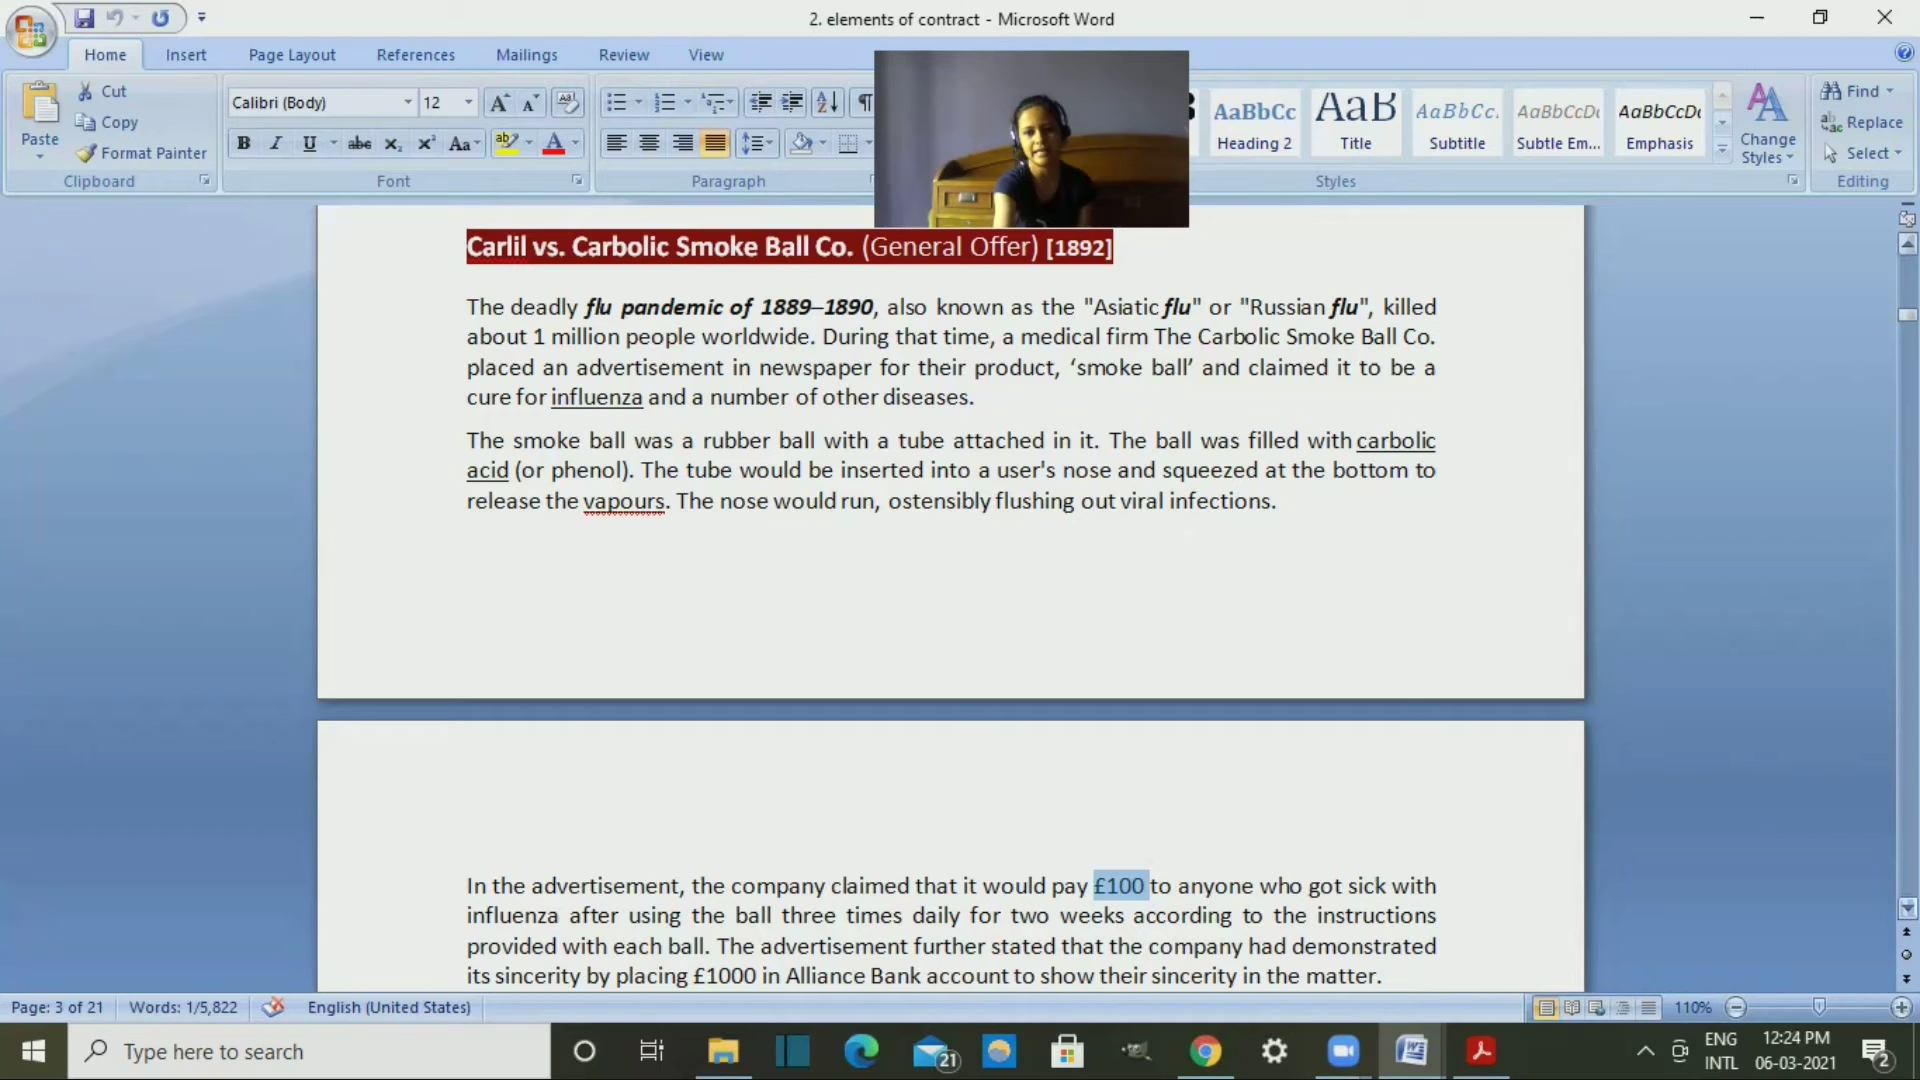 2. elements of contract - Microsoft Word
Home Insert Page Layout References Mailings Review View
Paste
Cut
Copy
Format Painter
Clipboard
Calibri (Body) 12
Font
Paragraph
AaBbCc Heading 2
AaB Title
AaBbCc. Subtitle
AaBbCcDc Subtle Em...
AaBbCcDc Emphasis
Change Styles
Styles
Find
Replace
Select
Editing
Carlil vs. Carbolic Smoke Ball Co. (General Offer) [1892]
The deadly flu pandemic of 1889–1890, also known as the "Asiatic flu" or "Russian flu", killed
about 1 million people worldwide. During that time, a medical firm The Carbolic Smoke Ball Co.
placed an advertisement in newspaper for their product, ‘smoke ball’ and claimed it to be a
cure for influenza and a number of other diseases.
The smoke ball was a rubber ball with a tube attached in it. The ball was filled with carbolic
acid (or phenol). The tube would be inserted into a user's nose and squeezed at the bottom to
release the vapours. The nose would run, ostensibly flushing out viral infections.
In the advertisement, the company claimed that it would pay £100 to anyone who got sick with
influenza after using the ball three times daily for two weeks according to the instructions
provided with each ball. The advertisement further stated that the company had demonstrated
its sincerity by placing £1000 in Alliance Bank account to show their sincerity in the matter.
Page: 3 of 21 Words: 1/5,822 English (United States) 110%
Type here to search
21
ENG
INTL
12:24 PM
06-03-2021
2